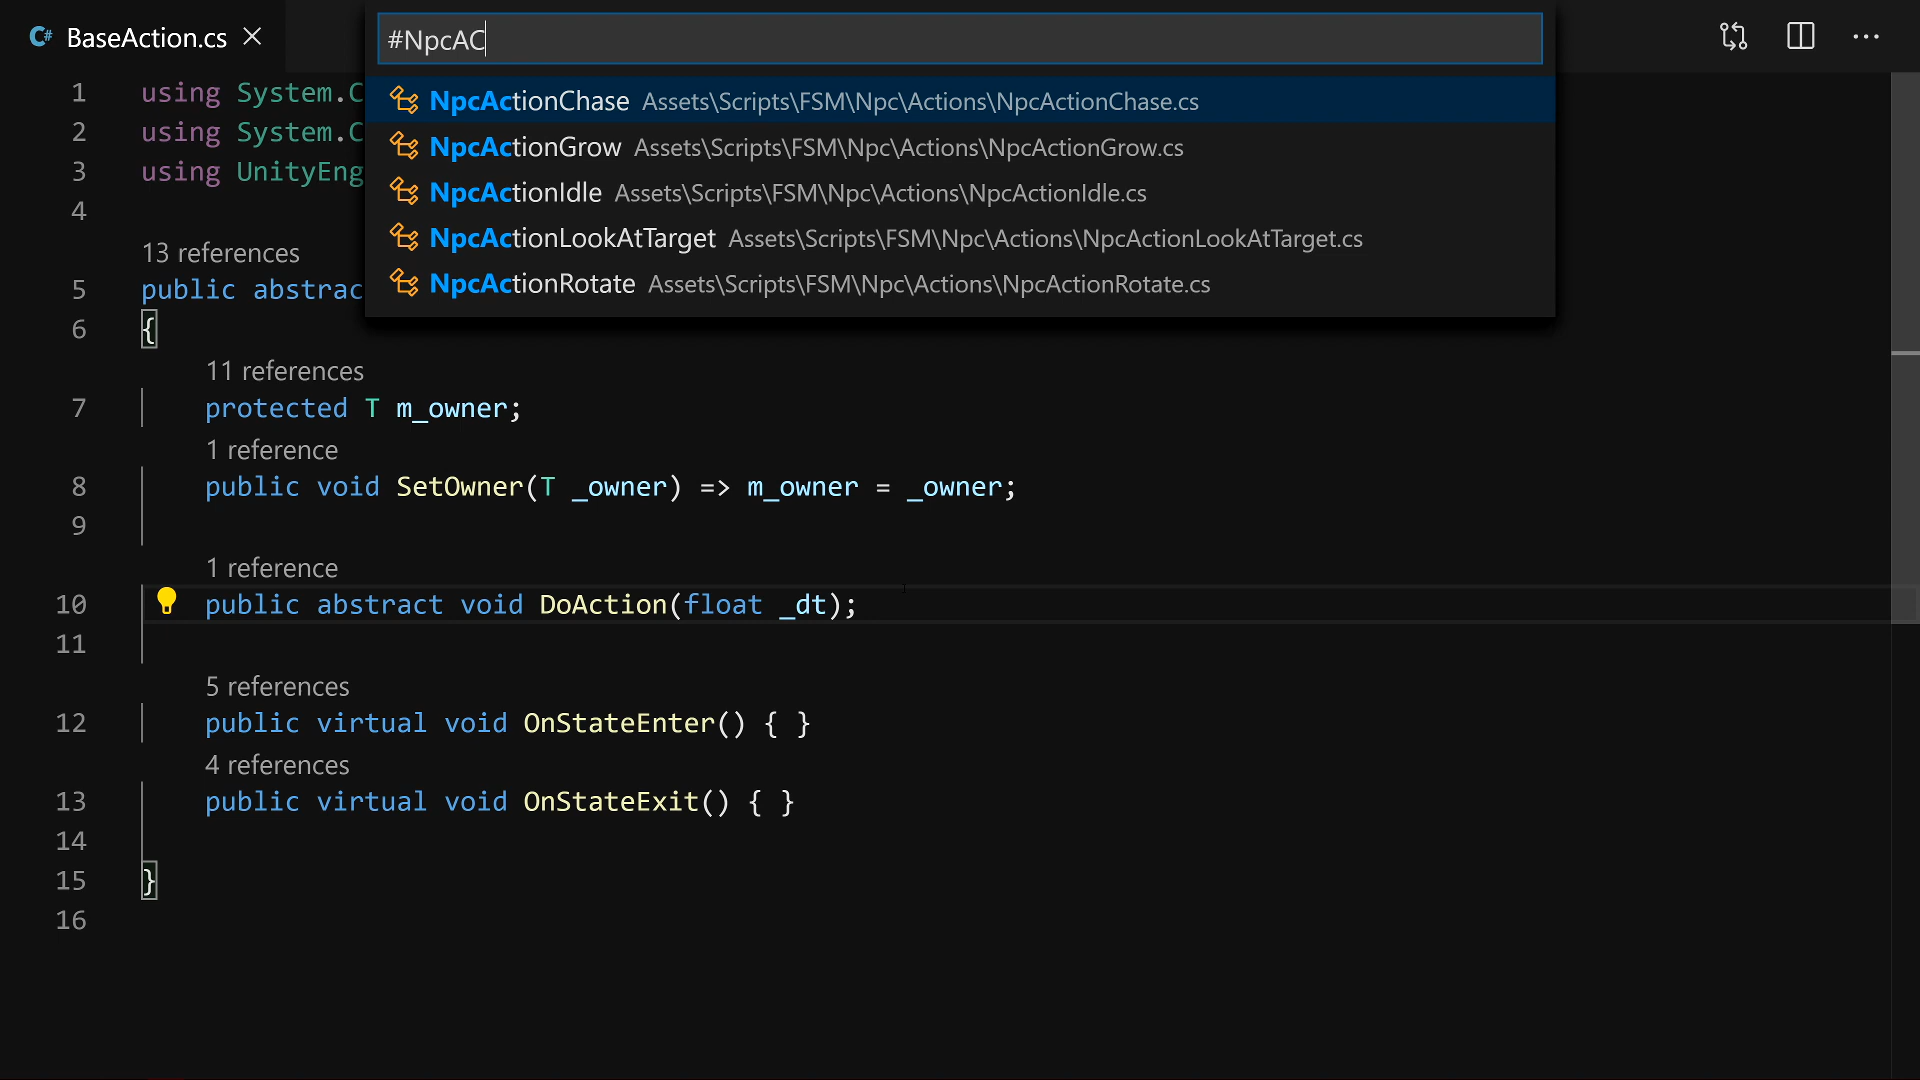 C# BaseAction.cs
#NpcAC
NpcActionChase Assets\Scripts\FSM\Npc\Actions\NpcActionChase.cs
NpcActionGrow Assets\Scripts\FSM\Npc\Actions\NpcActionGrow.cs
NpcActionIdle Assets\Scripts\FSM\Npc\Actions\NpcActionIdle.cs
NpcActionLookAtTarget Assets\Scripts\FSM\Npc\Actions\NpcActionLookAtTarget.cs
NpcActionRotate Assets\Scripts\FSM\Npc\Actions\NpcActionRotate.cs
1 using System.C
2 using System.C
3 using UnityEng
4
13 references
5 public abstrac
6 {
11 references
7 protected T m_owner;
1 reference
8 public void SetOwner(T _owner) => m_owner = _owner;
9
1 reference
10 public abstract void DoAction(float _dt);
11
5 references
12 public virtual void OnStateEnter() { }
4 references
13 public virtual void OnStateExit() { }
14
15 }
16